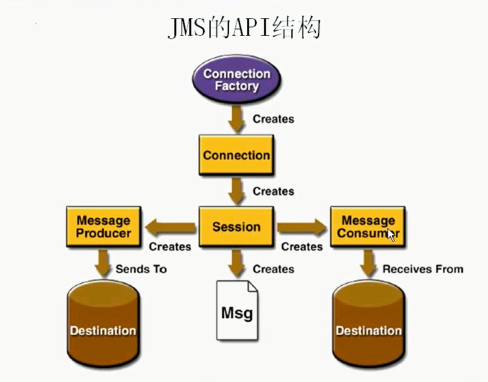 JMS的API结构
Connection
Factory
Creates
Connection
Creates
Message
Producer
Creates
Session
Creates
Message
Consumer
Sends To
Creates
Receives From
Destination
Msg
Destination